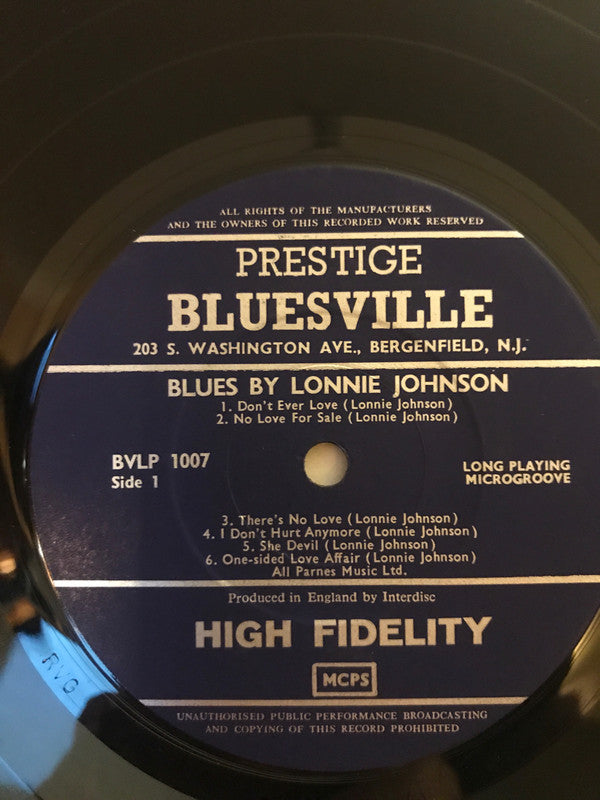 ALL RIGHTS OF THE MANUFACTURERS
AND THE OWNERS OF THIS RECORDED WORK RESERVED
PRESTIGE
BLUESVILLE
203 S. WASHINGTON AVE., BERGENFIELD, N.J.
BLUES BY LONNIE JOHNSON
1. Don't Ever Love (Lonnie Johnson)
2. No Love For Sale (Lonnie Johnson)
BVLP 1007
Side 1
LONG PLAYING
MICROGROOVE
3. There's No Love (Lonnie Johnson)
4. I Don't Hurt Anymore (Lonnie Johnson)
5. She Devil (Lonnie Johnson)
6. One-sided Love Affair (Lonnie Johnson)
All Parnes Music Ltd.
Produced in England by Interdisc
HIGH FIDELITY
MCPS
UNAUTHORISED PUBLIC PERFORMANCE BROADCASTING
AND COPYING OF THIS RECORD PROHIBITED
RVG